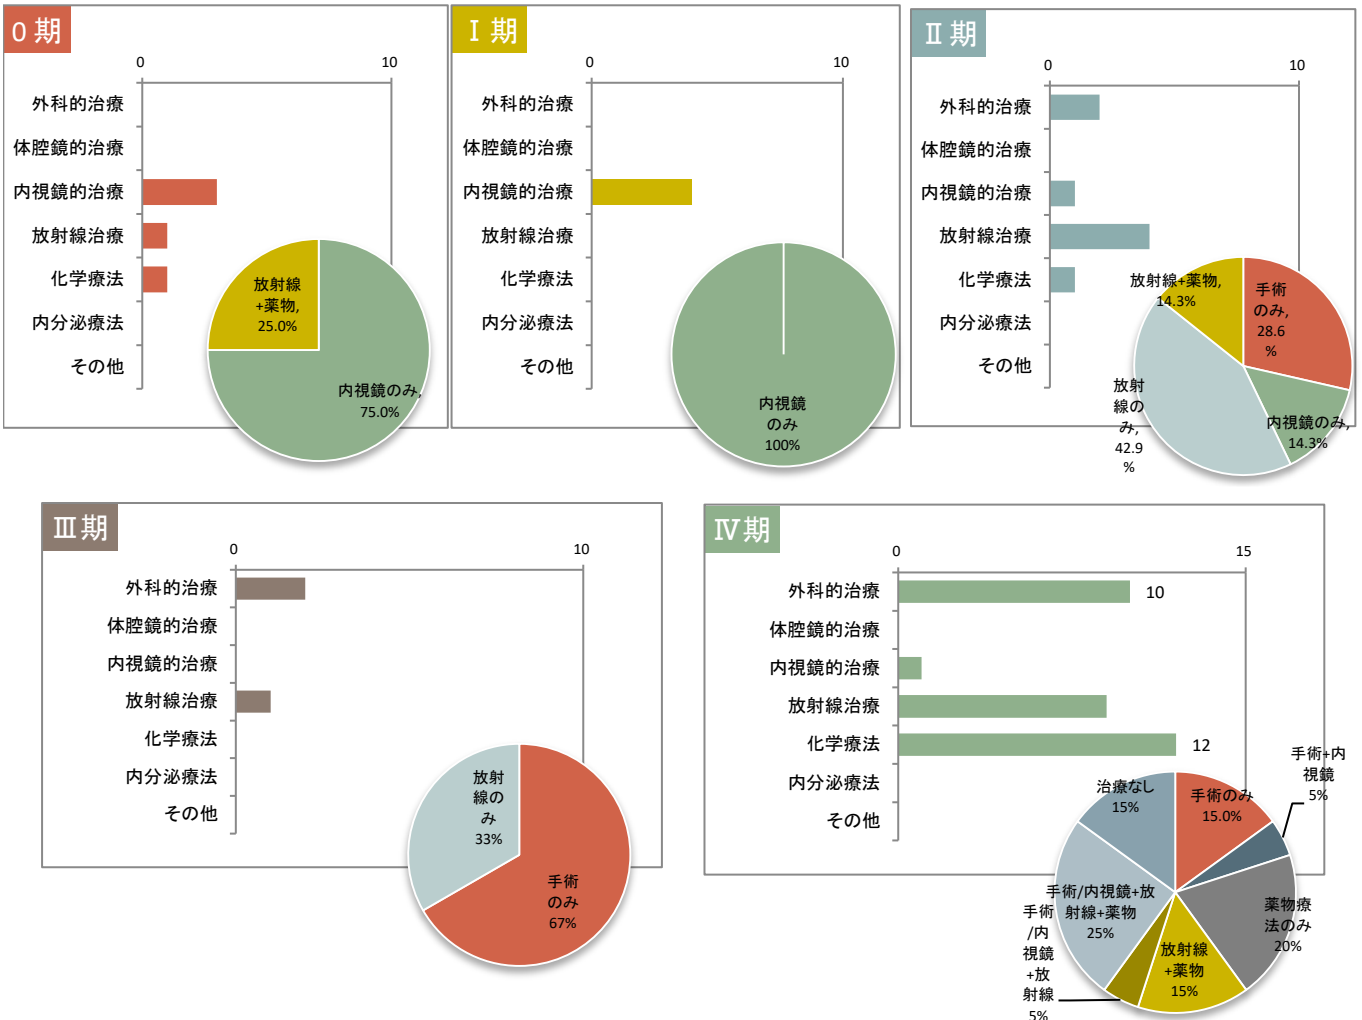 0 期
0
10
外科的治療
体腔鏡的治療
内視鏡的治療
放射線治療
化学療法
内分泌療法
その他
放射線
+薬物,
25.0%
内視鏡のみ,
75.0%
Ⅰ 期
0
10
外科的治療
体腔鏡的治療
内視鏡的治療
放射線治療
化学療法
内分泌療法
その他
内視鏡
のみ
100%
Ⅱ 期
0
10
外科的治療
体腔鏡的治療
内視鏡的治療
放射線治療
化学療法
内分泌療法
その他
放射線+薬物,
14.3%
手術
のみ,
28.6
%
放射
線の
み,
42.9
%
内視鏡のみ,
14.3%
Ⅲ 期
0
10
外科的治療
体腔鏡的治療
内視鏡的治療
放射線治療
化学療法
内分泌療法
その他
放射
線の
み
33%
手術
のみ
67%
Ⅳ 期
0
15
外科的治療
10
体腔鏡的治療
内視鏡的治療
放射線治療
化学療法
12
内分泌療法
その他
治療なし
15%
手術のみ
15.0%
手術+内
視鏡
5%
手術/内視鏡+放
射線+薬物
25%
薬物療
法のみ
20%
手術
/内
視鏡
+放
射線
5%
放射線
+薬物
15%